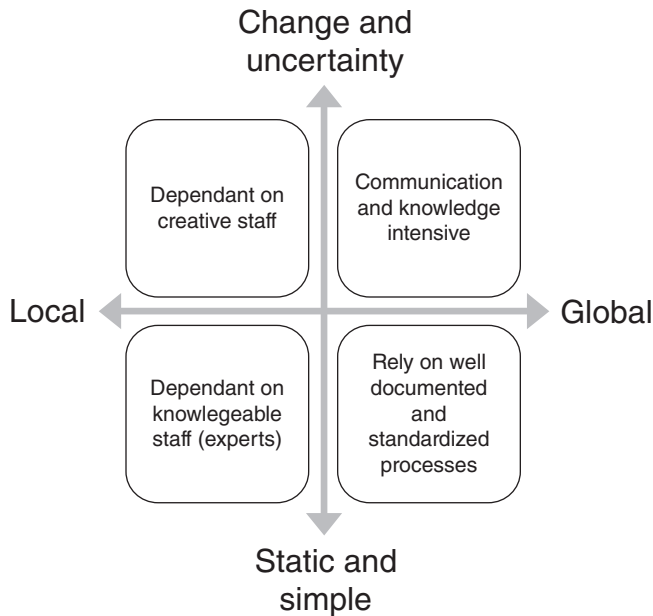 Change and
uncertainty
Dependant on
creative staff
Communication
and knowledge
intensive
Local
Global
Dependant on
knowlegeable
staff (experts)
Rely on well
documented
and
standardized
processes
Static and
simple